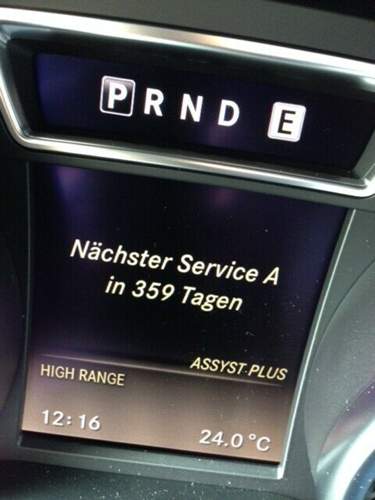 P R N D E
Nächster Service A
in 359 Tagen
ASSYST PLUS
HIGH RANGE
12:16
24.0°C